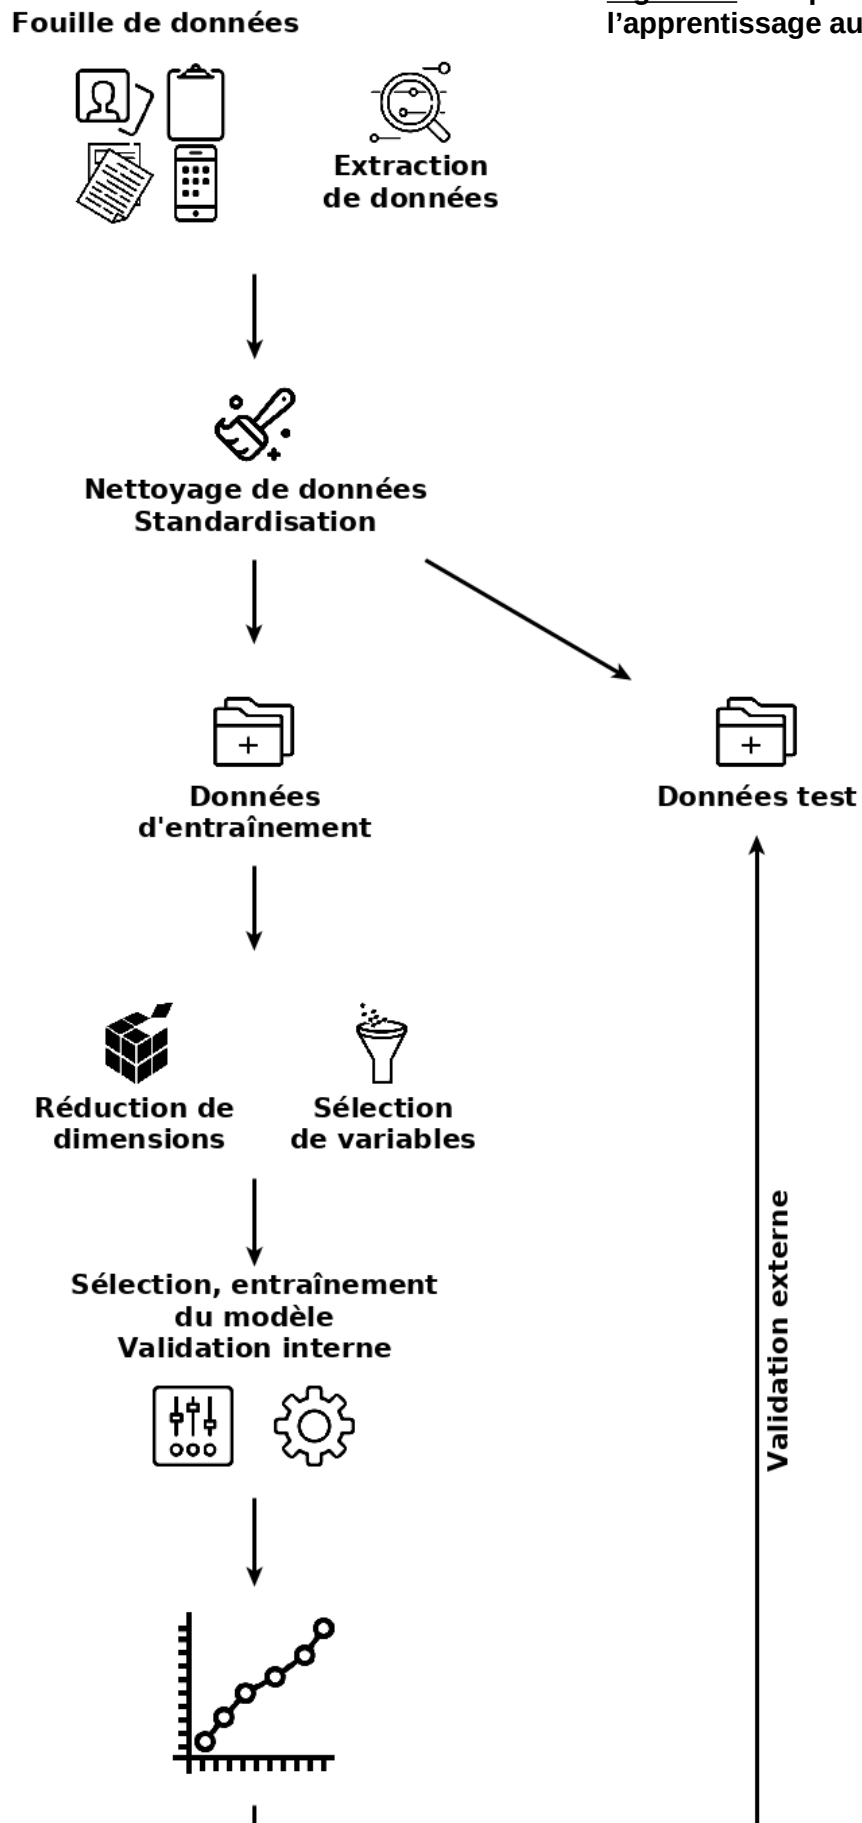 Fouille de données
l’apprentissage au
Extraction
de données
Nettoyage de données
Standardisation
Données
d'entraînement
Données test
Réduction de
dimensions
Sélection
de variables
Sélection, entraînement
du modèle
Validation interne
Validation externe